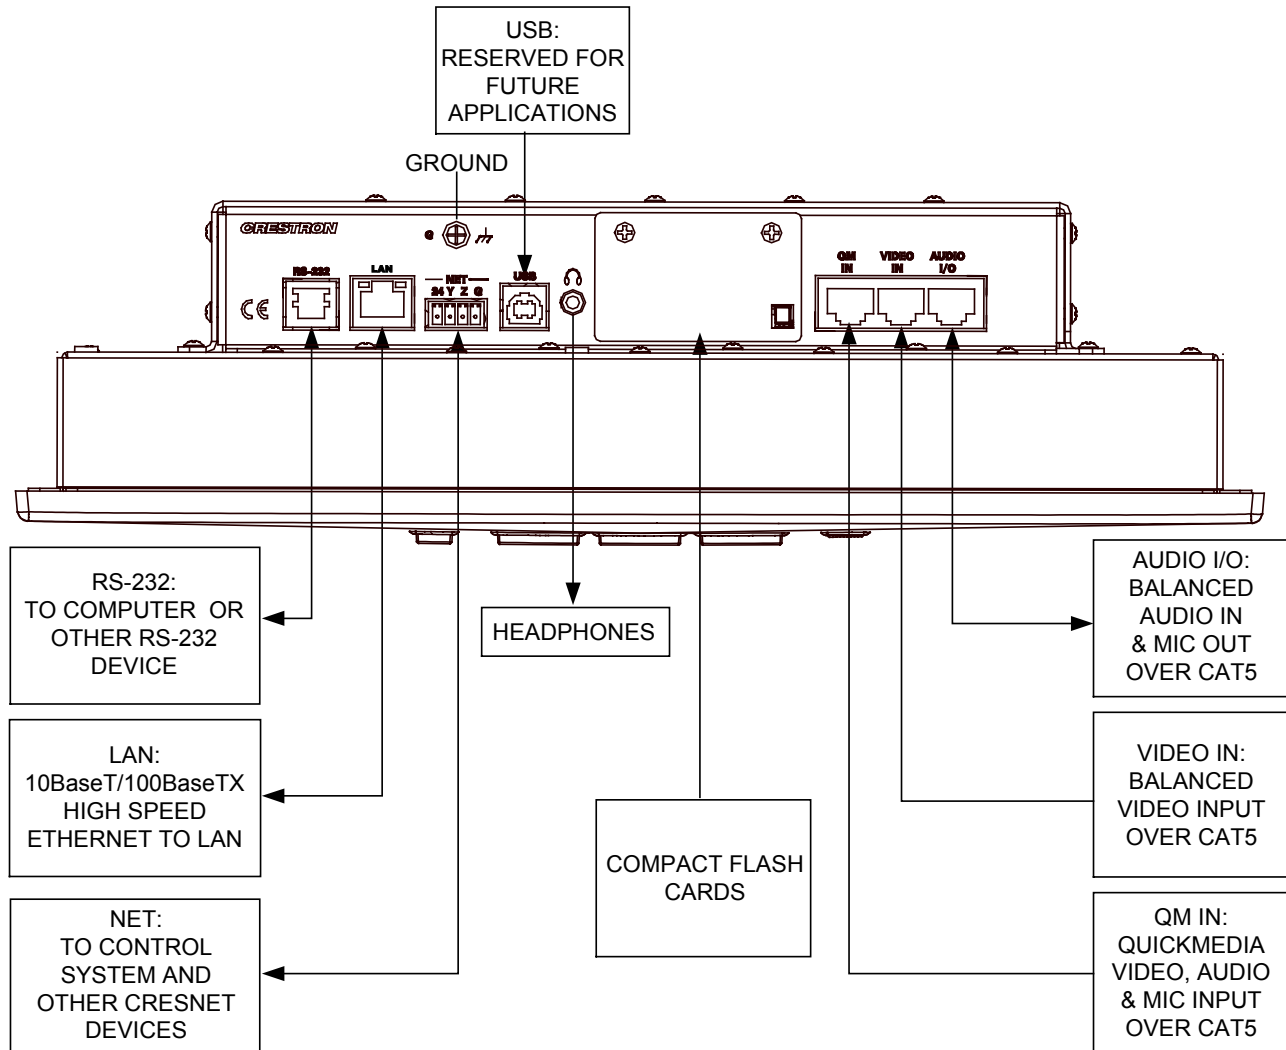 USB:
RESERVED FOR
FUTURE
APPLICATIONS
GROUND
CRESTRON
G
RS-232
LAN
NET
24 Y Z G
USB
QM
IN
VIDEO
IN
AUDIO
I/O
CE
RS-232:
TO COMPUTER OR
OTHER RS-232
DEVICE
HEADPHONES
AUDIO I/O:
BALANCED
AUDIO IN
& MIC OUT
OVER CAT5
LAN:
10BaseT/100BaseTX
HIGH SPEED
ETHERNET TO LAN
VIDEO IN:
BALANCED
VIDEO INPUT
OVER CAT5
COMPACT FLASH
CARDS
NET:
TO CONTROL
SYSTEM AND
OTHER CRESNET
DEVICES
QM IN:
QUICKMEDIA
VIDEO, AUDIO
& MIC INPUT
OVER CAT5